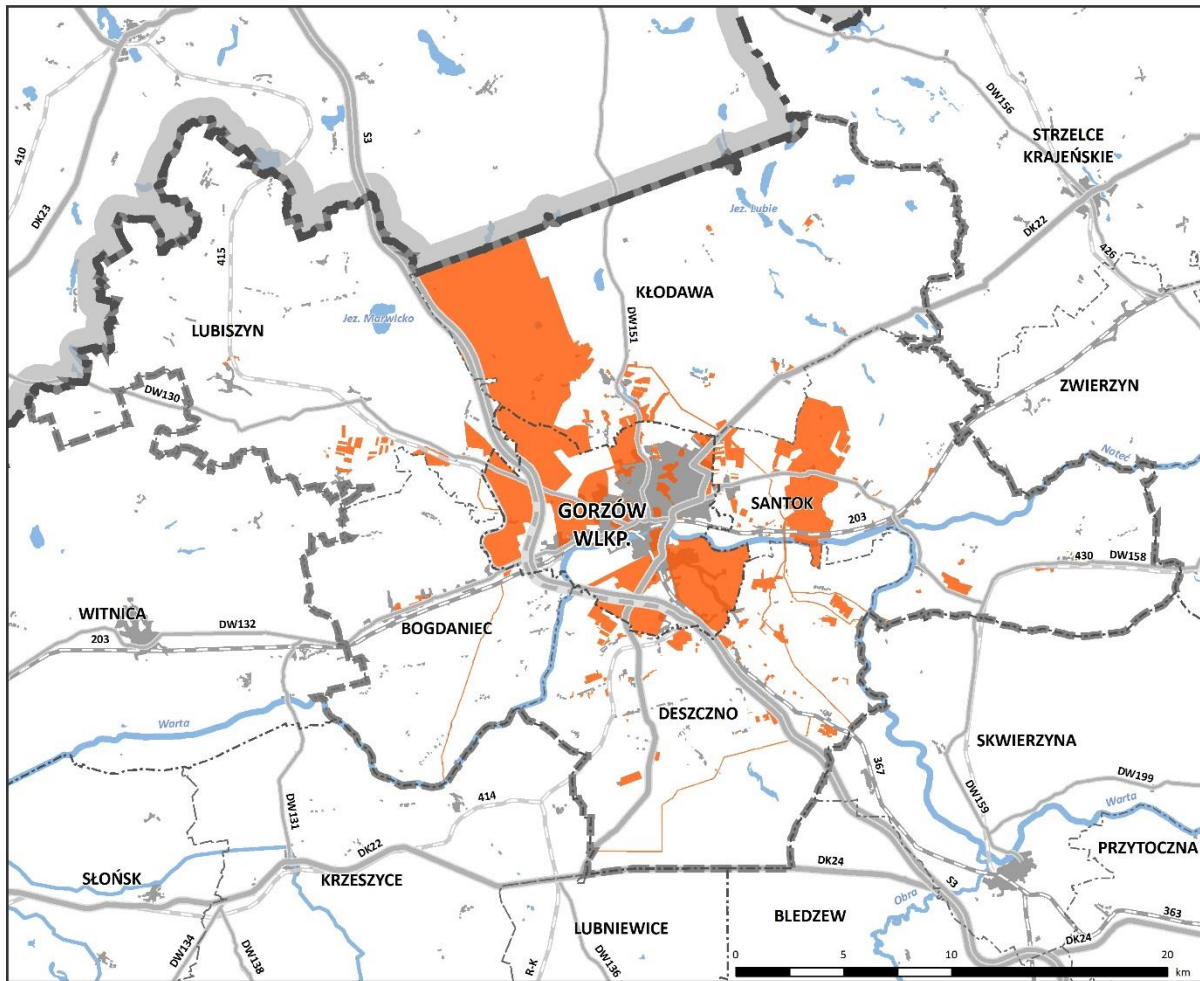 S3
DW156
STRZELCE
KRAJEŃSKIE
410
DK23
415
Jez. Lubie
DK22
426
KŁODAWA
DW151
Jez. Marwicko
LUBISZYN
DW130
ZWIERZYN
Noteć
GORZÓW
WLKP.
SANTOK
203
430
DW158
WITNICA
203
DW132
BOGDANIEC
DESZCZNO
Warta
SKWIERZYNA
367
DW159
DW199
Warta
414
DW131
PRZYTOCZNA
SŁOŃSK
KRZESZYCE
DK22
DK24
S3
Obra
LUBNIEWICE
BLEDZEW
363
DK24
DW134
DW138
R-K
DW136
0 5 10 20
km